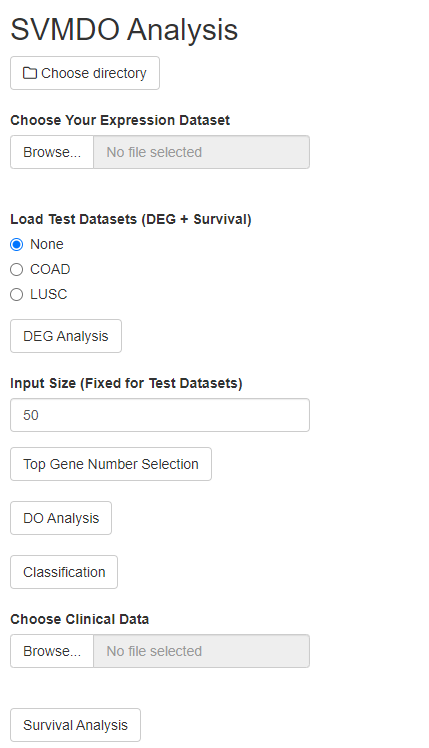 SVMDO Analysis
Choose directory
Choose Your Expression Dataset
Browse... No file selected
Load Test Datasets (DEG + Survival)
None
COAD
LUSC
DEG Analysis
Input Size (Fixed for Test Datasets)
50
Top Gene Number Selection
DO Analysis
Classification
Choose Clinical Data
Browse... No file selected
Survival Analysis